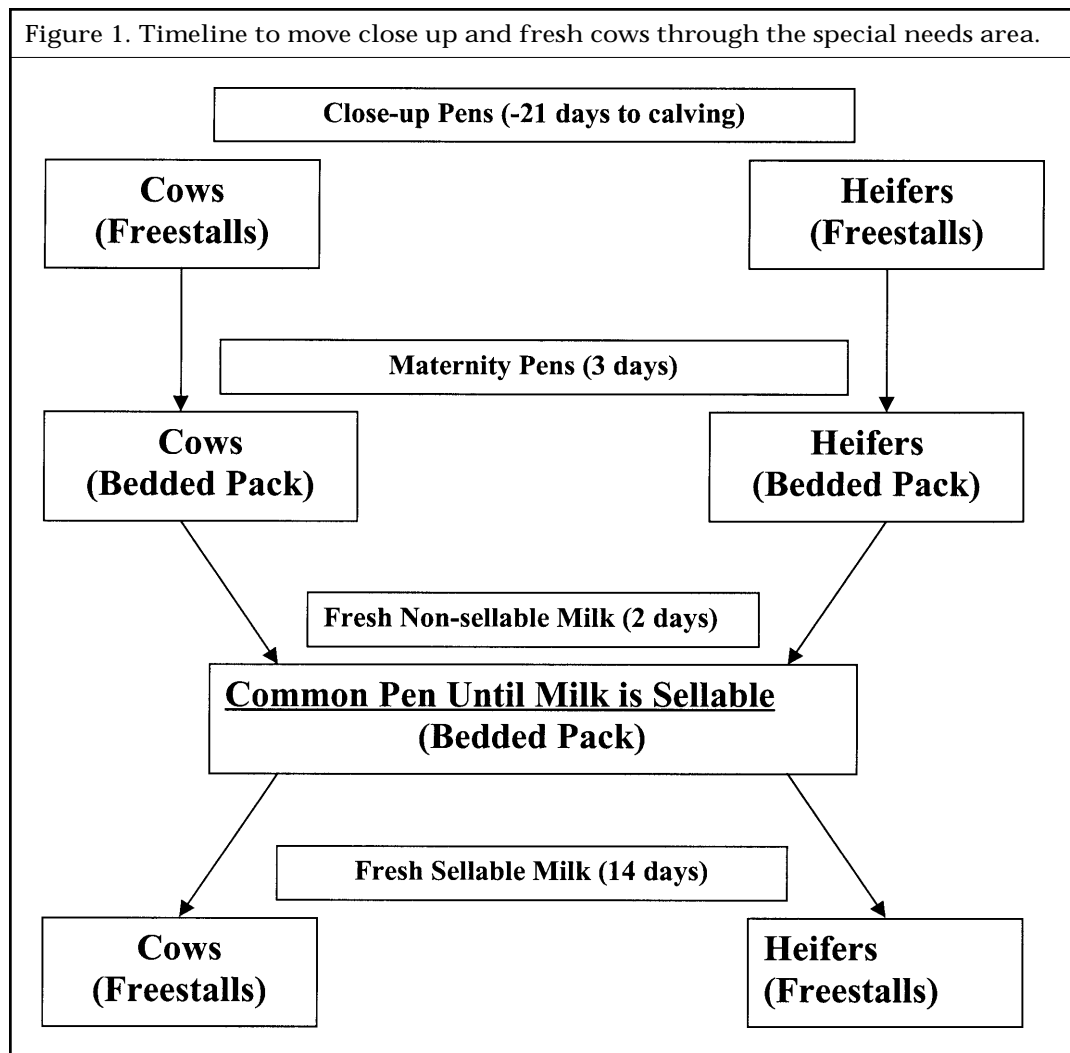 Figure 1. Timeline to move close up and fresh cows through the special needs area.
Close-up Pens (-21 days to calving)
Cows
(Freestalls)
Heifers
(Freestalls)
Maternity Pens (3 days)
Cows
(Bedded Pack)
Heifers
(Bedded Pack)
Fresh Non-sellable Milk (2 days)
Common Pen Until Milk is Sellable
(Bedded Pack)
Fresh Sellable Milk (14 days)
Cows
(Freestalls)
Heifers
(Freestalls)